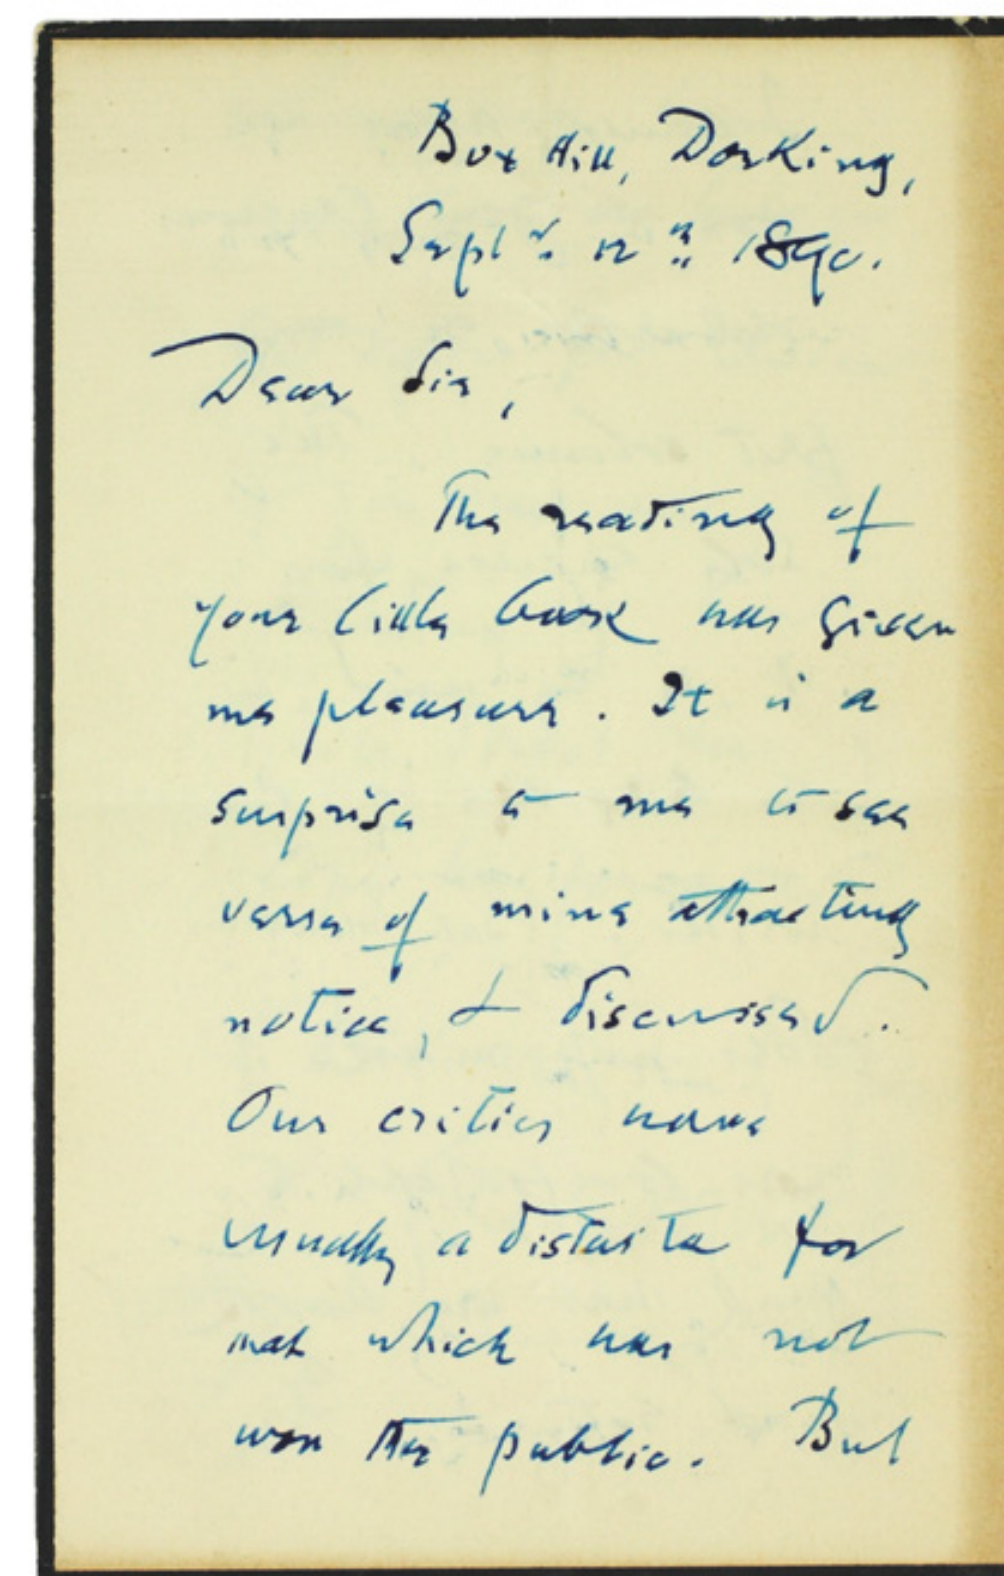 Box Hill, Dorking,
Septr. 12th 1890.
Dear Sir,
The reading of
your little book has given
me pleasure. It is a
surprise to me to see
verse of mine attracting
notice, & discussed.
Our critics have
usually a distaste for
that which has not
won the public. But